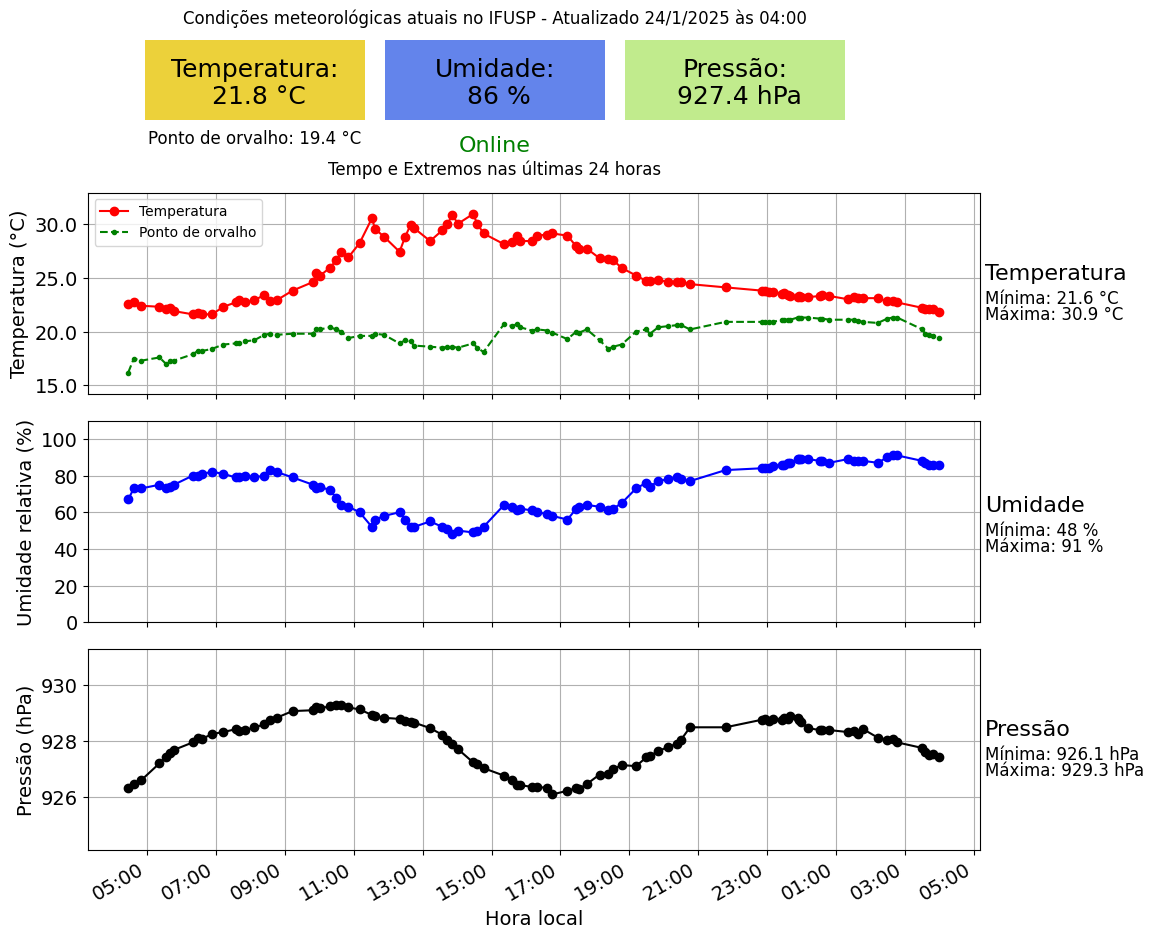 Condições meteorológicas atuais no IFUSP - Atualizado 24/1/2025 às 04:00
Temperatura:
21.8 °C
Umidade:
86 %
Pressão:
927.4 hPa
Ponto de orvalho: 19.4 °C
Online
Tempo e Extremos nas últimas 24 horas
Temperatura (°C)
30.0
25.0
20.0
15.0
Temperatura
Ponto de orvalho
Temperatura
Mínima: 21.6 °C
Máxima: 30.9 °C
Umidade relativa (%)
100
80
60
40
20
0
Umidade
Mínima: 48 %
Máxima: 91 %
Pressão (hPa)
930
928
926
Pressão
Mínima: 926.1 hPa
Máxima: 929.3 hPa
05:00 07:00 09:00 11:00 13:00 15:00 17:00 19:00 21:00 23:00 01:00 03:00 05:00
Hora local